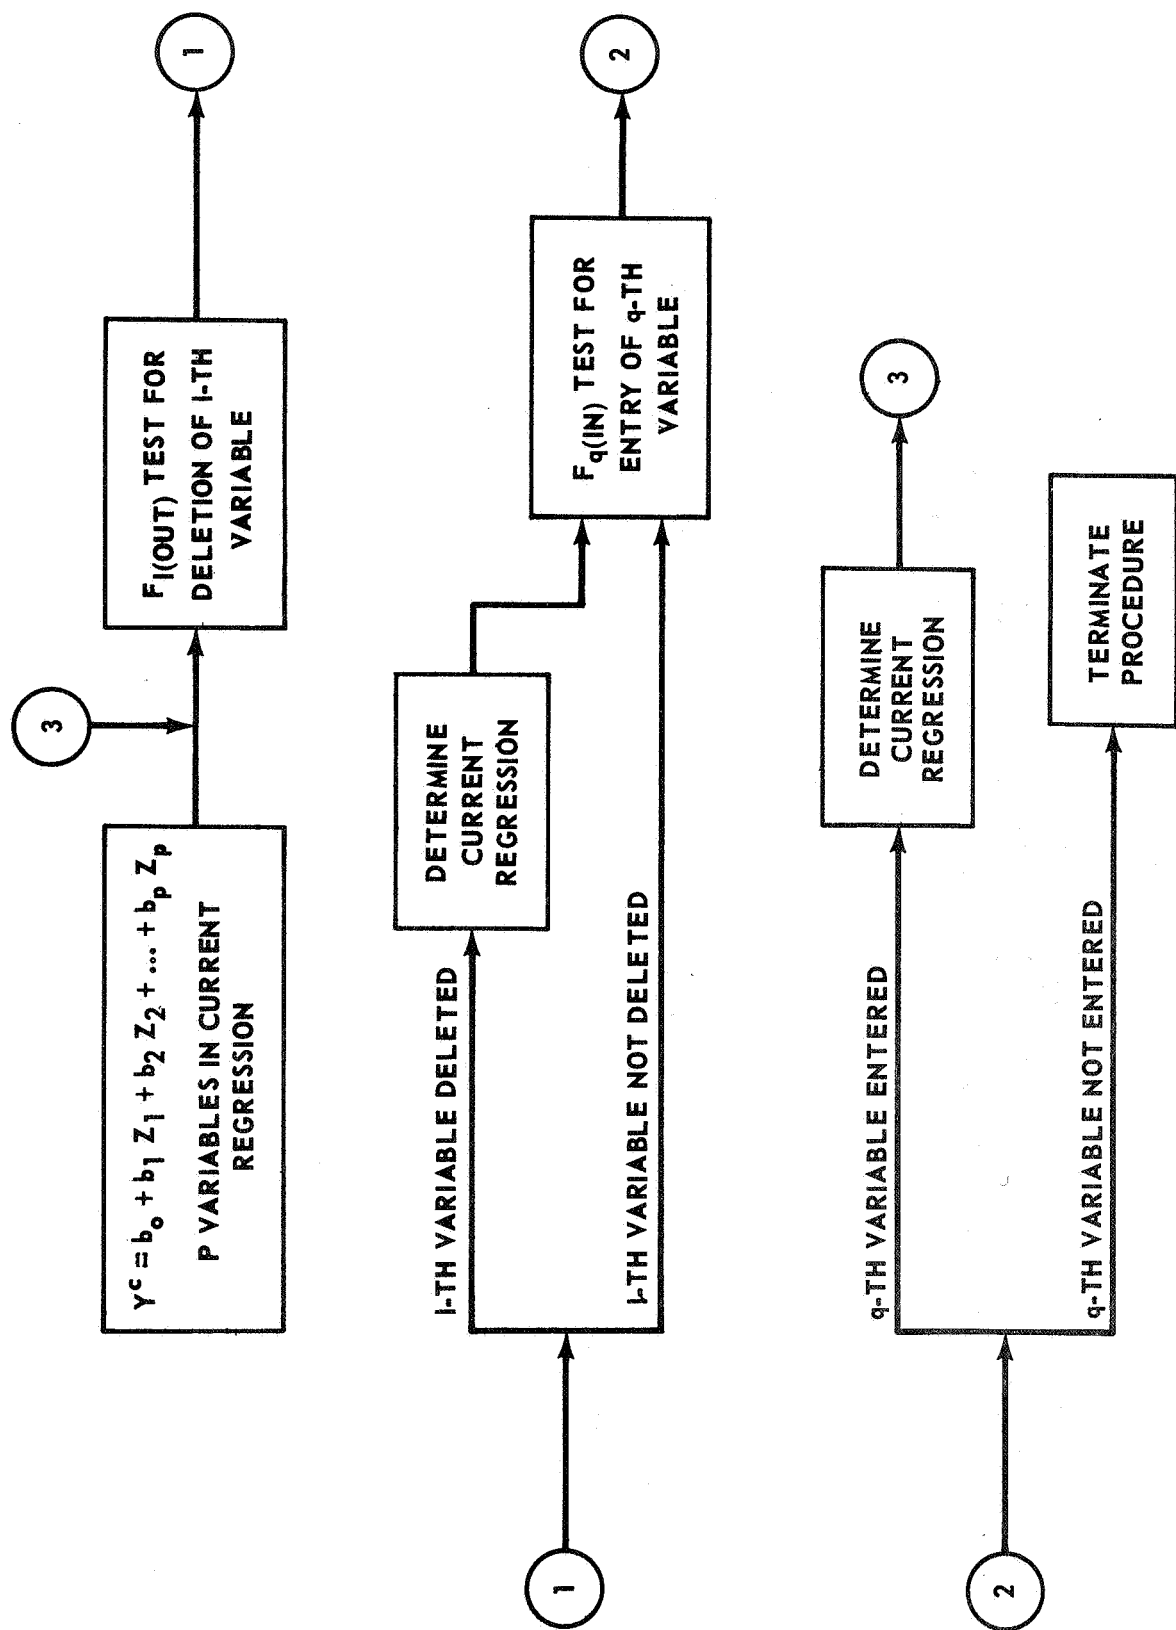 3
Y^c = b_0 + b_1 Z_1 + b_2 Z_2 + ... + b_p Z_p
P VARIABLES IN CURRENT
REGRESSION
F_I(OUT) TEST FOR
DELETION OF I-TH
VARIABLE
1
1
I-TH VARIABLE DELETED
I-TH VARIABLE NOT DELETED
DETERMINE
CURRENT
REGRESSION
F_q(IN) TEST FOR
ENTRY OF q-TH
VARIABLE
2
2
q-TH VARIABLE ENTERED
q-TH VARIABLE NOT ENTERED
DETERMINE
CURRENT
REGRESSION
3
TERMINATE
PROCEDURE